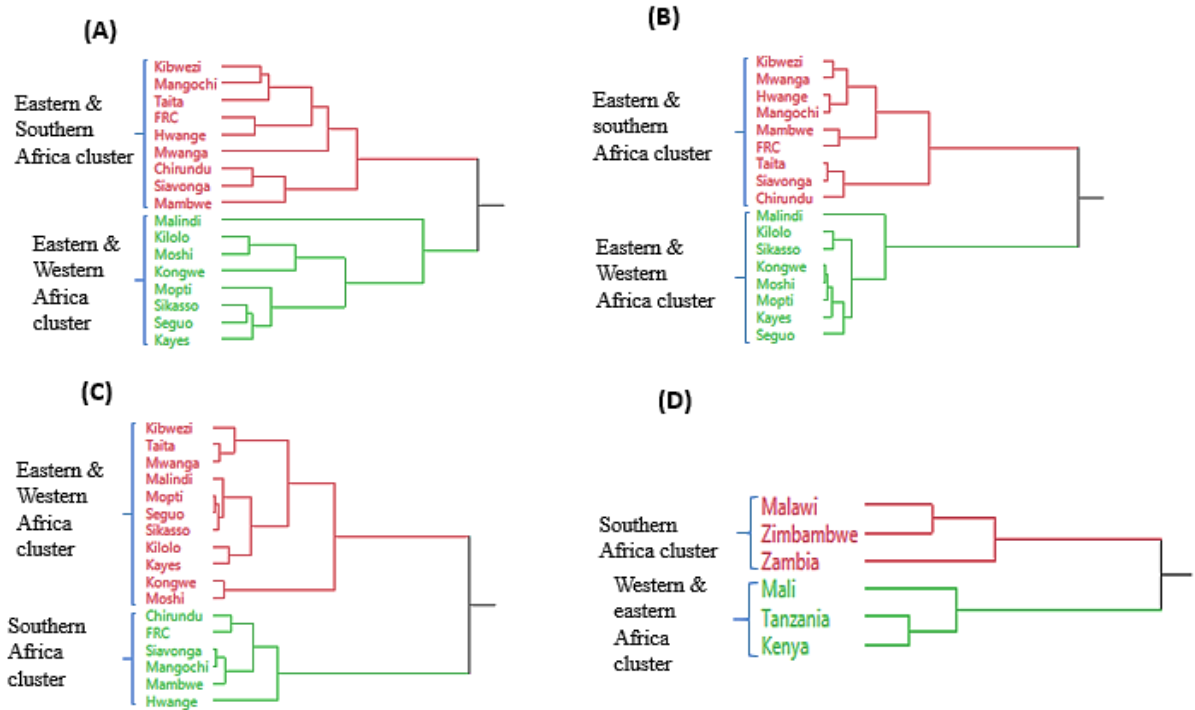 (A)
Eastern &
Southern
Africa cluster
Kibwezi
Mangochi
Taita
FRC
Hwange
Mwanga
Chirundu
Siavonga
Mambwe
Eastern &
Western
Africa
cluster
Malindi
Kilolo
Moshi
Kongwe
Mopti
Sikasso
Seguo
Kayes
(B)
Eastern &
southern
Africa cluster
Kibwezi
Mwanga
Hwange
Mangochi
Mambwe
FRC
Taita
Siavonga
Chirundu
Eastern &
Western
Africa cluster
Malindi
Kilolo
Sikasso
Kongwe
Moshi
Mopti
Kayes
Seguo
(C)
Eastern &
Western
Africa
cluster
Kibwezi
Taita
Mwanga
Malindi
Mopti
Seguo
Sikasso
Kilolo
Kayes
Kongwe
Moshi
Southern
Africa
cluster
Chirundu
FRC
Siavonga
Mangochi
Mambwe
Hwange
(D)
Southern
Africa cluster
Malawi
Zimbambwe
Zambia
Western &
eastern
Africa
cluster
Mali
Tanzania
Kenya